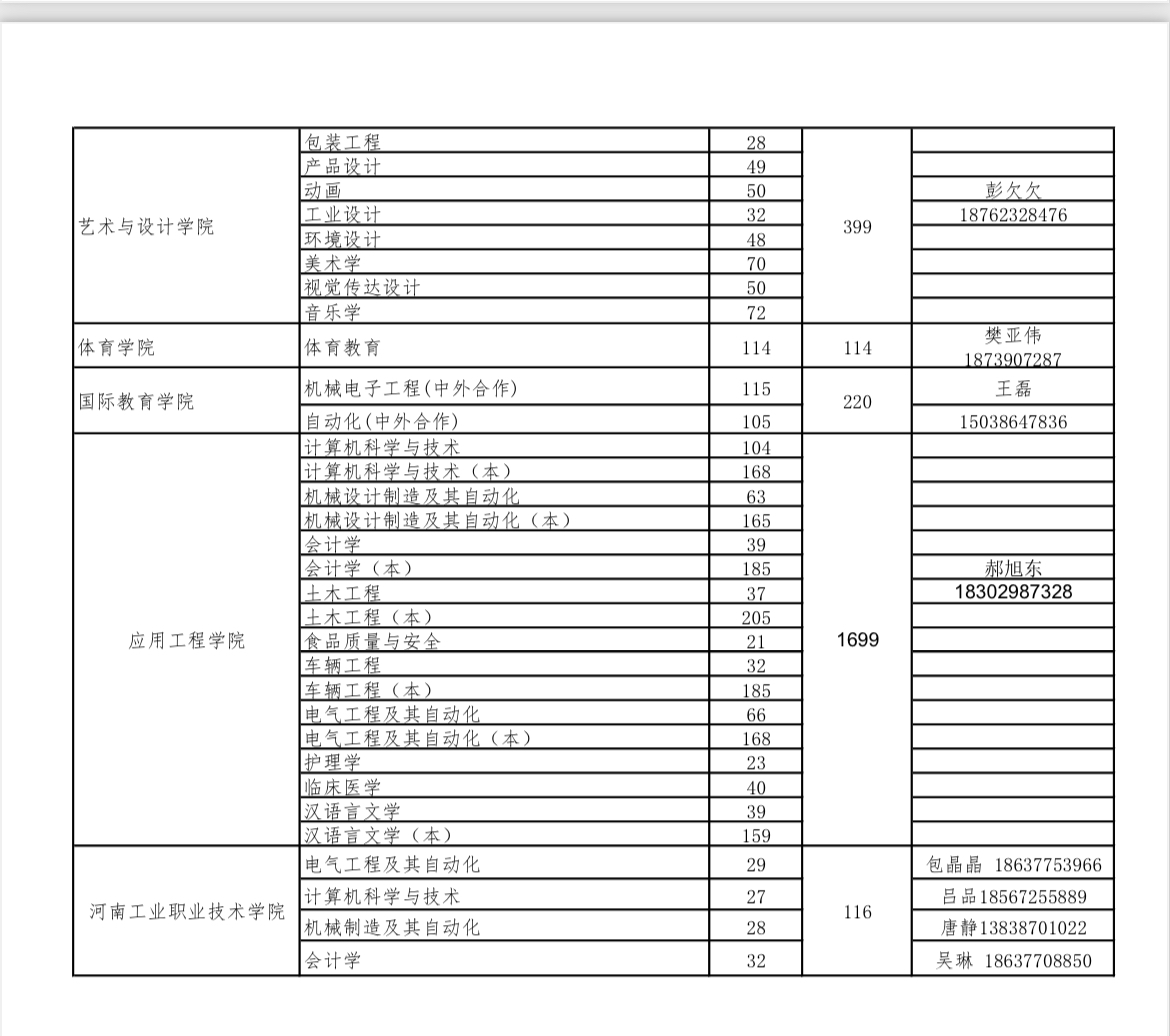 艺术与设计学院
包装工程 28
产品设计 49
动画 50 彭欠欠
工业设计 32 399 18762328476
环境设计 48
美术学 70
视觉传达设计 50
音乐学 72
体育学院 体育教育 114 114 樊亚伟
1873907287
国际教育学院 机械电子工程(中外合作) 115 220 王磊
自动化(中外合作) 105 15038647836
应用工程学院
计算机科学与技术 104
计算机科学与技术（本） 168
机械设计制造及其自动化 63
机械设计制造及其自动化（本） 165
会计学 39
会计学（本） 185 郝旭东
土木工程 37 18302987328
土木工程（本） 205
食品质量与安全 21 1699
车辆工程 32
车辆工程（本） 185
电气工程及其自动化 66
电气工程及其自动化（本） 168
护理学 23
临床医学 40
汉语言文学 39
汉语言文学（本） 159
河南工业职业技术学院
电气工程及其自动化 29 包晶晶 18637753966
计算机科学与技术 27 116 吕品18567255889
机械制造及其自动化 28 唐静13838701022
会计学 32 吴琳 18637708850